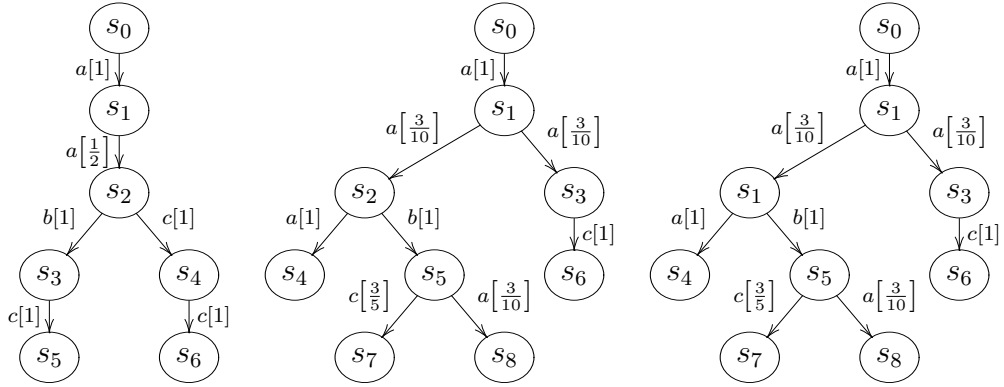 s₀ s₀ s₀
a[1] a[1] a[1]
s₁ s₁ s₁
a[1/2] a[3/10] a[3/10] a[3/10] a[3/10]
s₂ s₂ s₃ s₁ s₃
b[1] c[1] a[1] b[1] c[1] a[1] b[1] c[1]
s₃ s₄ s₄ s₅ s₆ s₄ s₅ s₆
c[1] c[1] c[3/5] a[3/10] c[3/5] a[3/10]
s₅ s₆ s₇ s₈ s₇ s₈